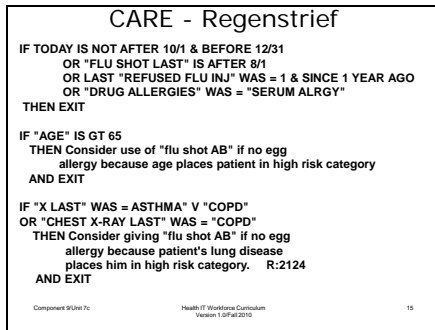 CARE - Regenstrief
IF TODAY IS NOT AFTER 10/1 & BEFORE 12/31
OR "FLU SHOT LAST" IS AFTER 8/1
OR LAST "REFUSED FLU INJ" WAS = 1 & SINCE 1 YEAR AGO
OR "DRUG ALLERGIES" WAS = "SERUM ALRGY"
THEN EXIT
IF "AGE" IS GT 65
THEN Consider use of "flu shot AB" if no egg
allergy because age places patient in high risk category
AND EXIT
IF "X LAST" WAS = ASTHMA" V "COPD"
OR "CHEST X-RAY LAST" WAS = "COPD"
THEN Consider giving "flu shot AB" if no egg
allergy because patient's lung disease
places him in high risk category. R:2124
AND EXIT
Component 9/Unit 7c
Health IT Workforce Curriculum
Version 1.0/Fall 2010
15